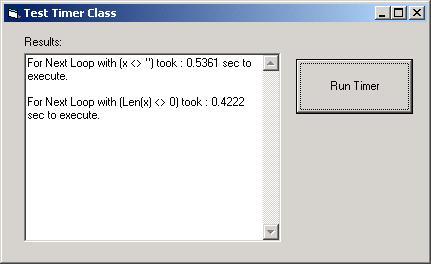 Test Timer Class
Results:
For Next Loop with (x <> '') took : 0.5361 sec to
execute.
For Next Loop with (Len(x) <> 0) took : 0.4222
sec to execute.
Run Timer